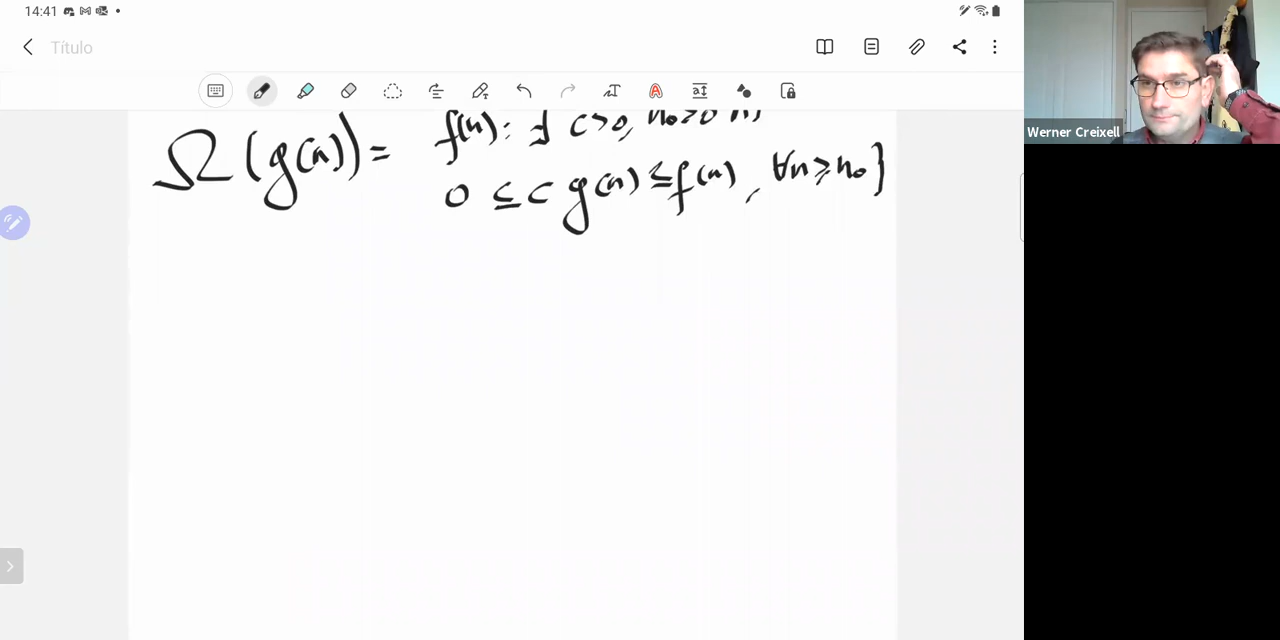 14:41
Título
Ω(g(n)) = f(n): ∃ c>0, n₀>0
0 ≤ c g(n) ≤ f(n), ∀n ≥ n₀}
Werner Creixell